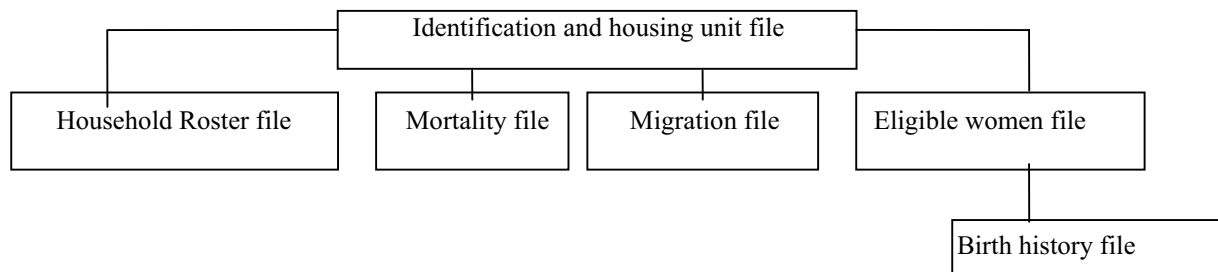 Identification and housing unit file
Household Roster file
Mortality file
Migration file
Eligible women file
Birth history file